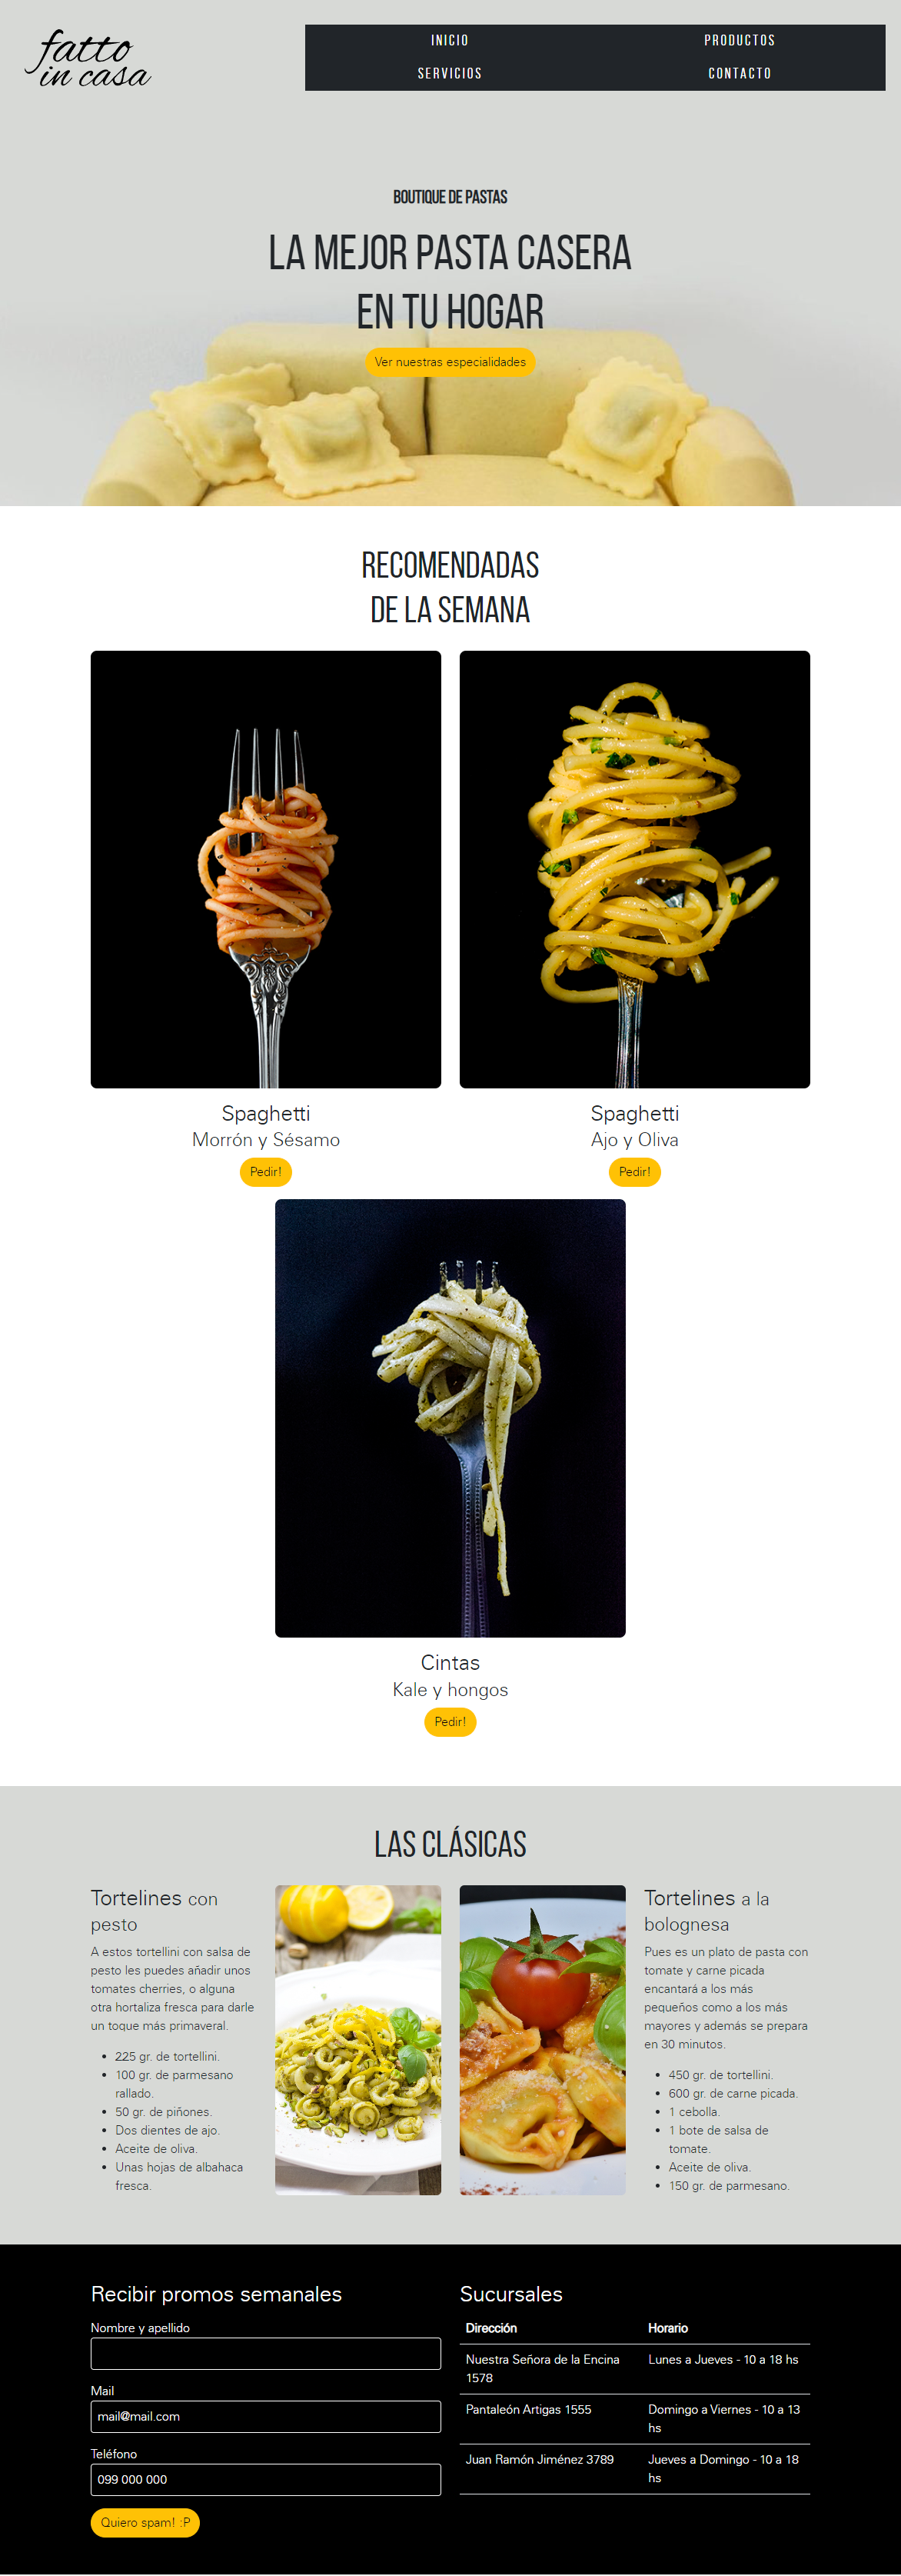 fatto
in casa
INICIO
PRODUCTOS
SERVICIOS
CONTACTO
BOUTIQUE DE PASTAS
LA MEJOR PASTA CASERA
EN TU HOGAR
Ver nuestras especialidades
RECOMENDADAS
DE LA SEMANA
Spaghetti
Morrón y Sésamo
Pedir!
Spaghetti
Ajo y Oliva
Pedir!
Cintas
Kale y hongos
Pedir!
LAS CLÁSICAS
Tortelines con
pesto
A estos tortellini con salsa de
pesto les puedes añadir unos
tomates cherries, o alguna
otra hortaliza fresca para darle
un toque más primaveral.
• 225 gr. de tortellini.
• 100 gr. de parmesano
rallado.
• 50 gr. de piñones.
• Dos dientes de ajo.
• Aceite de oliva.
• Unas hojas de albahaca
fresca.
Tortelines a la
bolognesa
Pues es un plato de pasta con
tomate y carne picada
encantará a los más
pequeños como a los más
mayores y además se prepara
en 30 minutos.
• 450 gr. de tortellini.
• 600 gr. de carne picada.
• 1 cebolla.
• 1 bote de salsa de
tomate.
• Aceite de oliva.
• 150 gr. de parmesano.
Recibir promos semanales
Nombre y apellido
Mail
mail@mail.com
Teléfono
099 000 000
Quiero spam! :P
Sucursales
Dirección
Horario
Nuestra Señora de la Encina
1578
Lunes a Jueves - 10 a 18 hs
Pantaleón Artigas 1555
Domingo a Viernes - 10 a 13
hs
Juan Ramón Jiménez 3789
Jueves a Domingo - 10 a 18
hs